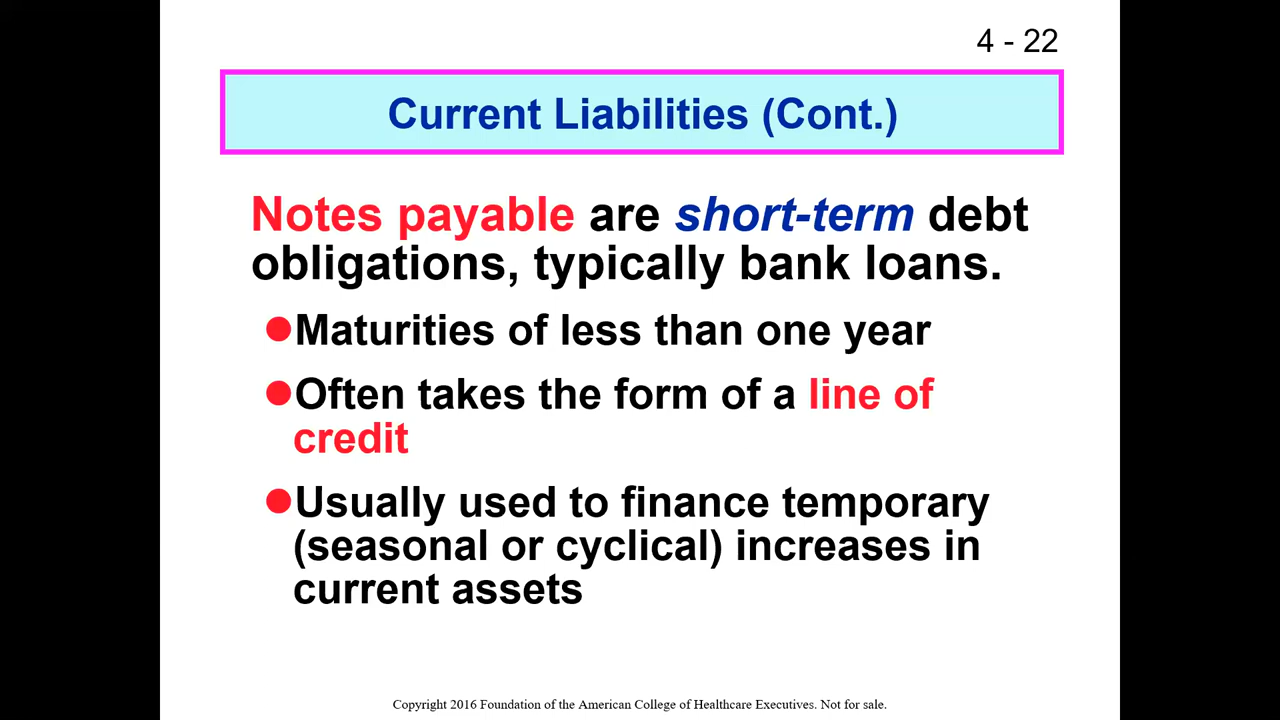 4 - 22
Current Liabilities (Cont.)
Notes payable are short-term debt
obligations, typically bank loans.
●Maturities of less than one year
●Often takes the form of a line of
credit
●Usually used to finance temporary
(seasonal or cyclical) increases in
current assets
Copyright 2016 Foundation of the American College of Healthcare Executives. Not for sale.